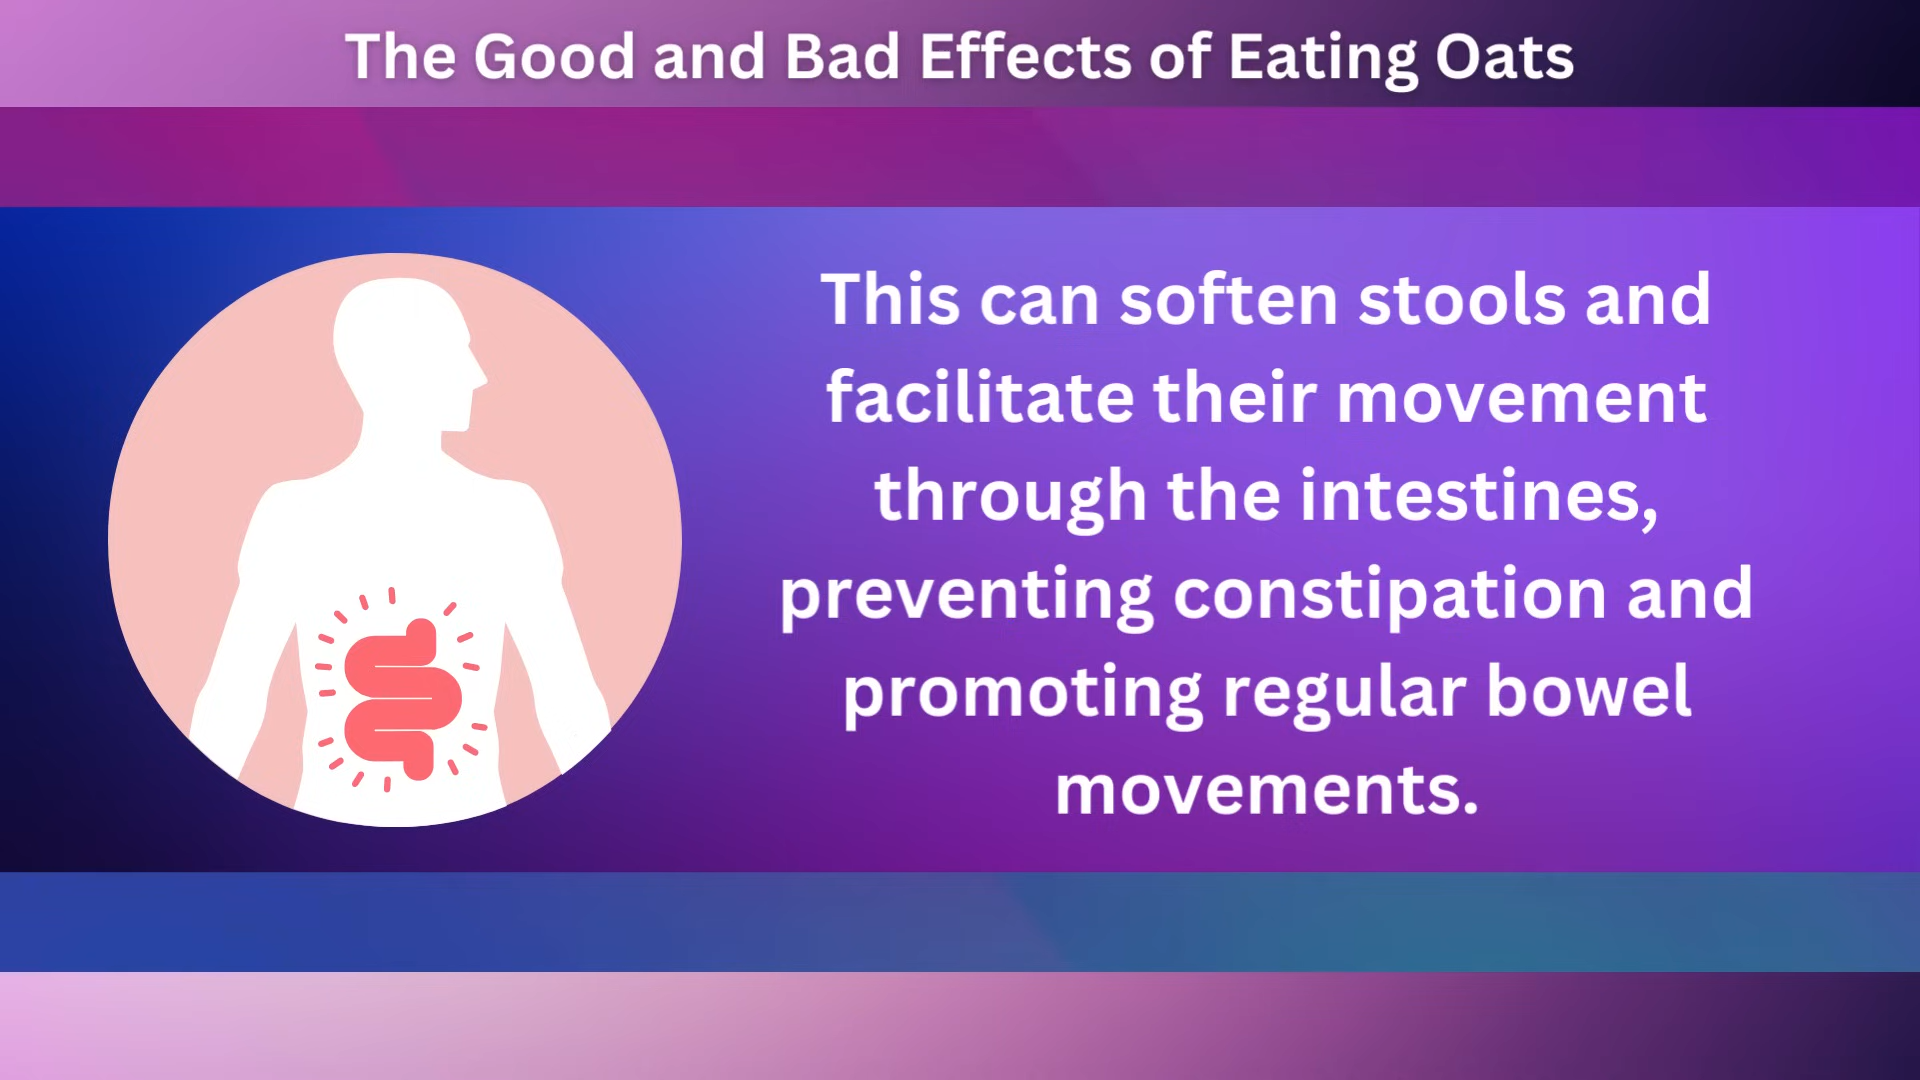 The Good and Bad Effects of Eating Oats
This can soften stools and
facilitate their movement
through the intestines,
preventing constipation and
promoting regular bowel
movements.